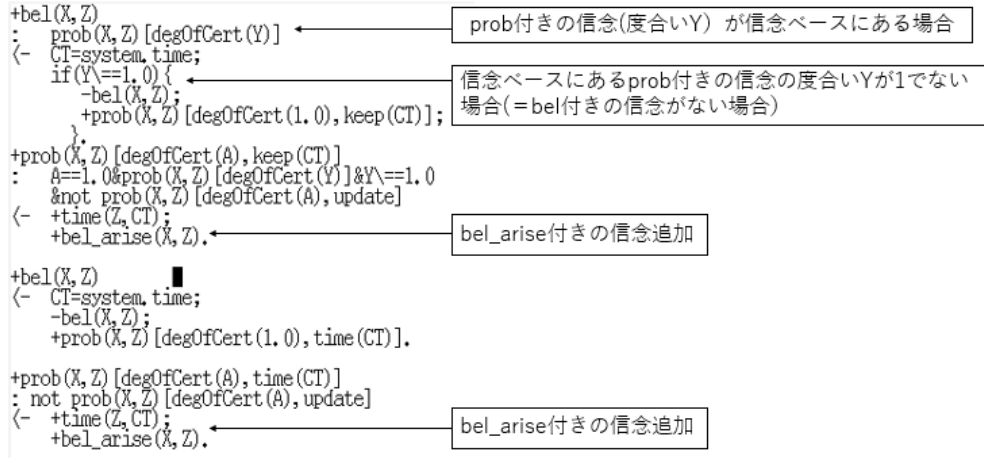 +bel(X,Z)
:   prob(X,Z)[degOfCert(Y)]
prob付きの信念(度合いY) が信念ベースにある場合
<-  CT=system.time;
if(Y\==1.0){
信念ベースにあるprob付きの信念の度合いYが1でない
場合(＝bel付きの信念がない場合)
-bel(X,Z);
+prob(X,Z)[degOfCert(1.0),keep(CT)];
}.
+prob(X,Z)[degOfCert(A),keep(CT)]
:   A==1.0&prob(X,Z)[degOfCert(Y)]&Y\==1.0
&not prob(X,Z)[degOfCert(A),update]
<-  +time(Z,CT);
+bel_arise(X,Z).
bel_arise付きの信念追加
+bel(X,Z)
<-  CT=system.time;
-bel(X,Z);
+prob(X,Z)[degOfCert(1.0),time(CT)].
+prob(X,Z)[degOfCert(A),time(CT)]
: not prob(X,Z)[degOfCert(A),update]
<-  +time(Z,CT);
+bel_arise(X,Z).
bel_arise付きの信念追加